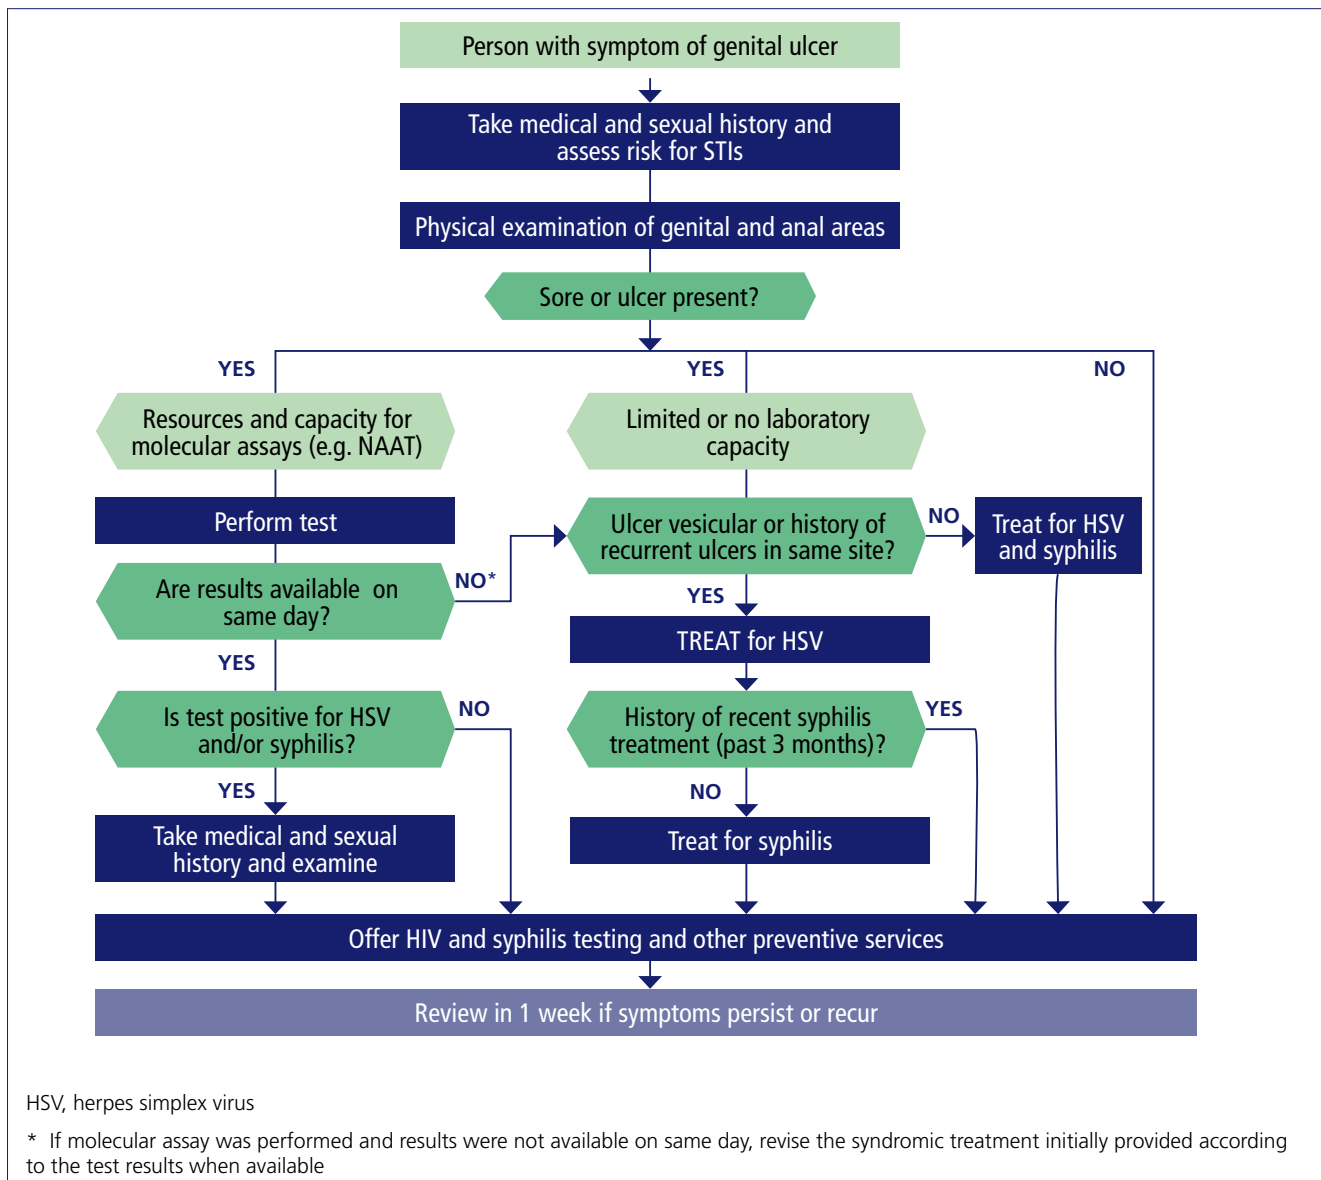 Person with symptom of genital ulcer
Take medical and sexual history and
assess risk for STIs
Physical examination of genital and anal areas
Sore or ulcer present?
YES
YES
NO
Resources and capacity for
molecular assays (e.g. NAAT)
Limited or no laboratory
capacity
Perform test
Ulcer vesicular or history of
recurrent ulcers in same site?
NO
Treat for HSV
and syphilis
Are results available on
same day?
NO*
YES
TREAT for HSV
YES
Is test positive for HSV
and/or syphilis?
NO
History of recent syphilis
treatment (past 3 months)?
YES
YES
NO
Take medical and sexual
history and examine
Treat for syphilis
Offer HIV and syphilis testing and other preventive services
Review in 1 week if symptoms persist or recur
HSV, herpes simplex virus
* If molecular assay was performed and results were not available on same day, revise the syndromic treatment initially provided according
to the test results when available